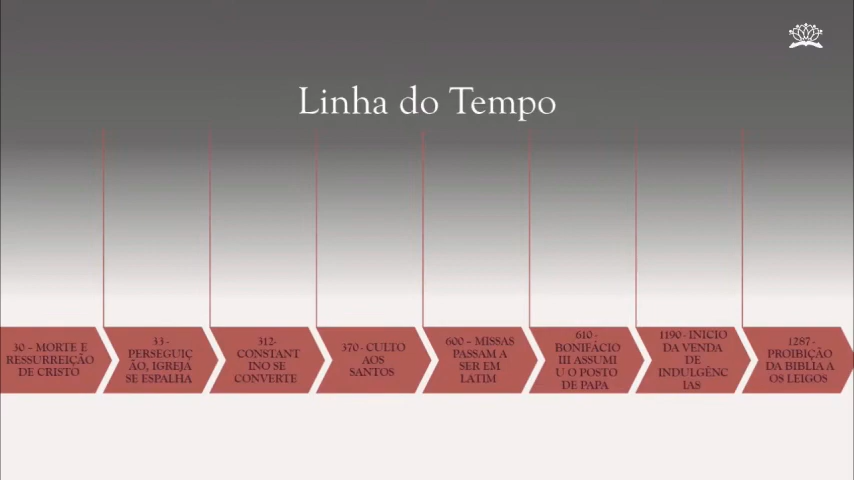 Linha do Tempo
30 – MORTE E
RESSURREIÇÃO
DE CRISTO
33 -
PERSEGUIÇ
ÃO, IGREJA
SE ESPALHA
312-
CONSTANT
INO SE
CONVERTE
370 - CULTO
AOS
SANTOS
600 – MISSAS
PASSAM A
SER EM
LATIM
610 -
BONIFÁCIO
III ASSUMI
U O POSTO
DE PAPA
1190 - INICIO
DA VENDA
DE
INDULGÊNC
IAS
1287 -
PROIBIÇÃO
DA BIBLIA A
OS LEIGOS